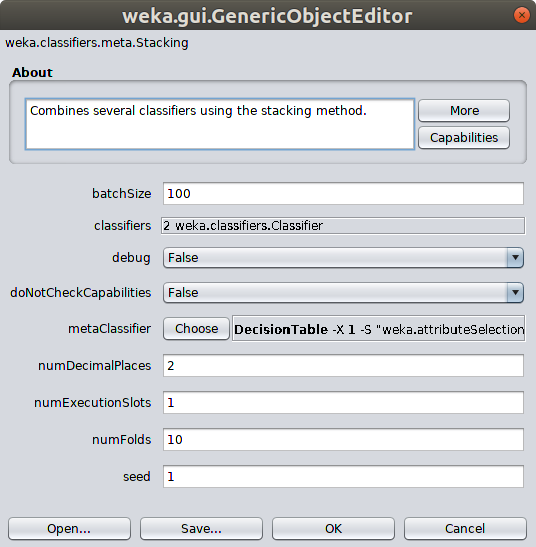 weka.gui.GenericObjectEditor
weka.classifiers.meta.Stacking
About
Combines several classifiers using the stacking method.
More
Capabilities
batchSize 100
classifiers 2 weka.classifiers.Classifier
debug False
doNotCheckCapabilities False
metaClassifier Choose DecisionTable -X 1 -S "weka.attributeSelection
numDecimalPlaces 2
numExecutionSlots 1
numFolds 10
seed 1
Open... Save... OK Cancel